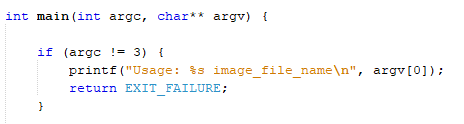 int main(int argc, char** argv) {
if (argc != 3) {
printf("Usage: %s image_file_name\n", argv[0]);
return EXIT_FAILURE;
}